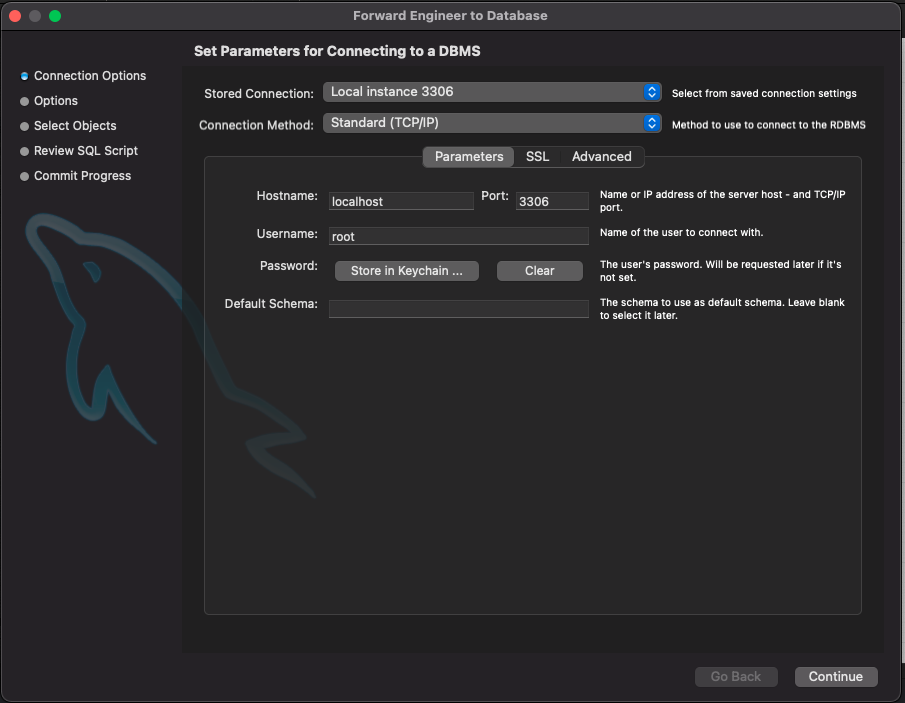 Forward Engineer to Database
Set Parameters for Connecting to a DBMS
Connection Options
Options
Select Objects
Review SQL Script
Commit Progress
Stored Connection: Local instance 3306 Select from saved connection settings
Connection Method: Standard (TCP/IP) Method to use to connect to the RDBMS
Parameters SSL Advanced
Hostname: localhost Port: 3306 Name or IP address of the server host - and TCP/IP
port.
Username: root Name of the user to connect with.
Password: Store in Keychain ... Clear The user's password. Will be requested later if it's
not set.
Default Schema: The schema to use as default schema. Leave blank
to select it later.
Go Back Continue